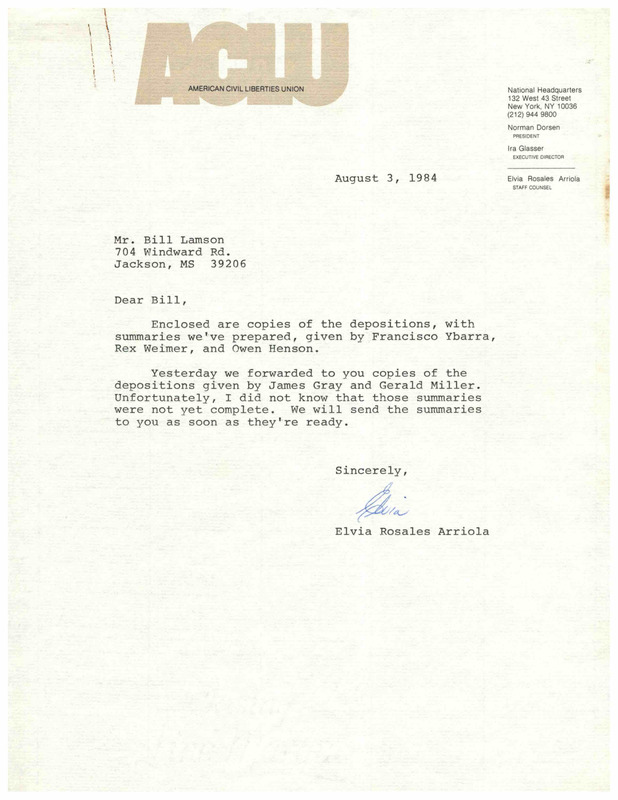 ACLU
AMERICAN CIVIL LIBERTIES UNION
National Headquarters
132 West 43 Street
New York, NY 10036
(212) 944 9800
Norman Dorsen
PRESIDENT
Ira Glasser
EXECUTIVE DIRECTOR
Elvia Rosales Arriola
STAFF COUNSEL
August 3, 1984
Mr. Bill Lamson
704 Windward Rd.
Jackson, MS  39206
Dear Bill,
Enclosed are copies of the depositions, with
summaries we've prepared, given by Francisco Ybarra,
Rex Weimer, and Owen Henson.
Yesterday we forwarded to you copies of the
depositions given by James Gray and Gerald Miller.
Unfortunately, I did not know that those summaries
were not yet complete.  We will send the summaries
to you as soon as they're ready.
Sincerely,
Elvia
Elvia Rosales Arriola